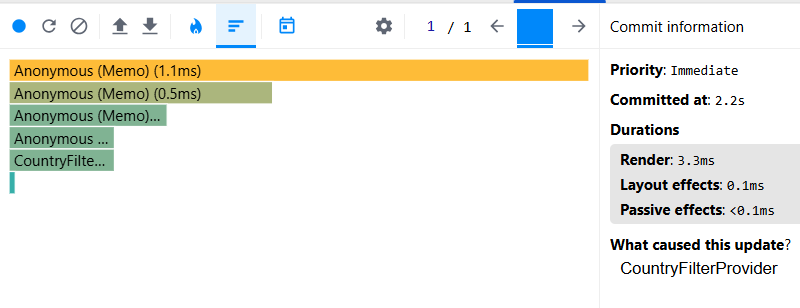 1 / 1
Commit information
Anonymous (Memo) (1.1ms)
Anonymous (Memo) (0.5ms)
Anonymous (Memo)...
Anonymous ...
CountryFilte...
Priority: Immediate
Committed at: 2.2s
Durations
Render: 3.3ms
Layout effects: 0.1ms
Passive effects: <0.1ms
What caused this update?
CountryFilterProvider